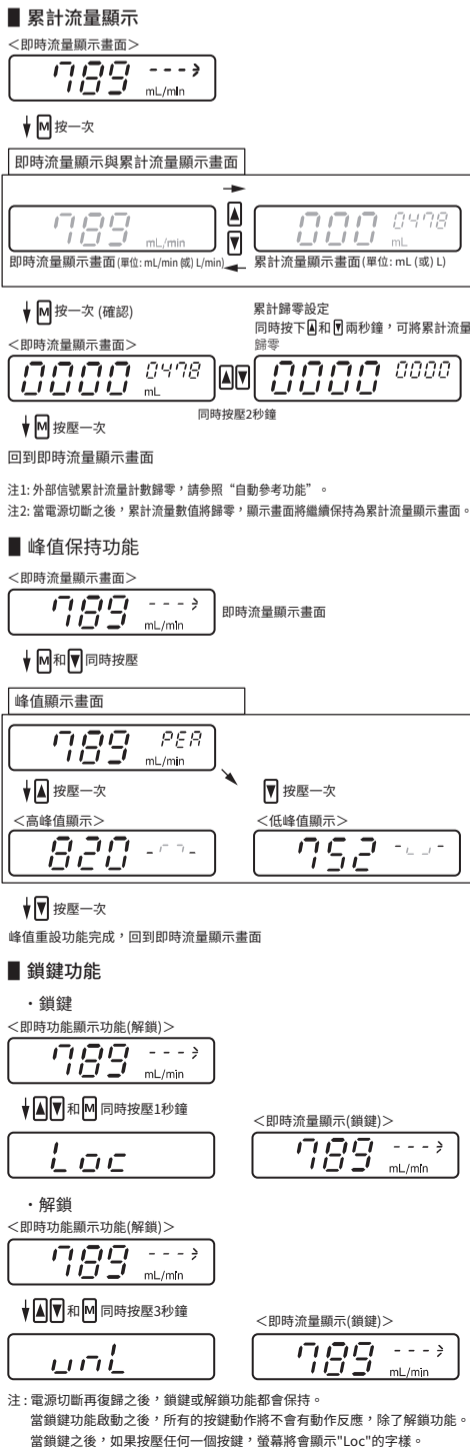 ■ 累計流量顯示
<即時流量顯示畫面>
789 ---→
mL/min
M 按一次
即時流量顯示與累計流量顯示畫面
789
mL/min
000 0478
mL
▲
▼
即時流量顯示畫面(單位: mL/min (或) L/min)
累計流量顯示畫面(單位: mL (或) L)
M 按一次 (確認)
累計歸零設定
同時按下▲和▼兩秒鐘，可將累計流量
歸零
<即時流量顯示畫面>
0000 0478
mL
▲▼
0000 0000
同時按壓2秒鐘
M 按壓一次
回到即時流量顯示畫面
注1: 外部信號累計流量計數歸零，請參照“自動參考功能”。
注2: 當電源切斷之後，累計流量數值將歸零，顯示畫面將繼續保持為累計流量顯示畫面。
■ 峰值保持功能
<即時流量顯示畫面>
789 ---→
mL/min
即時流量顯示畫面
M和▼同時按壓
峰值顯示畫面
789 PEA
mL/min
▲ 按壓一次
▼ 按壓一次
<高峰值顯示>
<低峰值顯示>
820
752
▼ 按壓一次
峰值重設功能完成，回到即時流量顯示畫面
■ 鎖鍵功能
・鎖鍵
<即時功能顯示功能(解鎖)>
789 ---→
mL/min
▲▼和M 同時按壓1秒鐘
<即時流量顯示(鎖鍵)>
Loc
789 ---→
mL/min
・解鎖
<即時功能顯示功能(解鎖)>
789 ---→
mL/min
▲▼和M 同時按壓3秒鐘
<即時流量顯示(鎖鍵)>
unL
789 ---→
mL/min
注 : 電源切斷再復歸之後，鎖鍵或解鎖功能都會保持。
當鎖鍵功能啟動之後，所有的按鍵動作將不會有動作反應，除了解鎖功能。
當鎖鍵之後，如果按壓任何一個按鍵，螢幕將會顯示"Loc"的字樣。